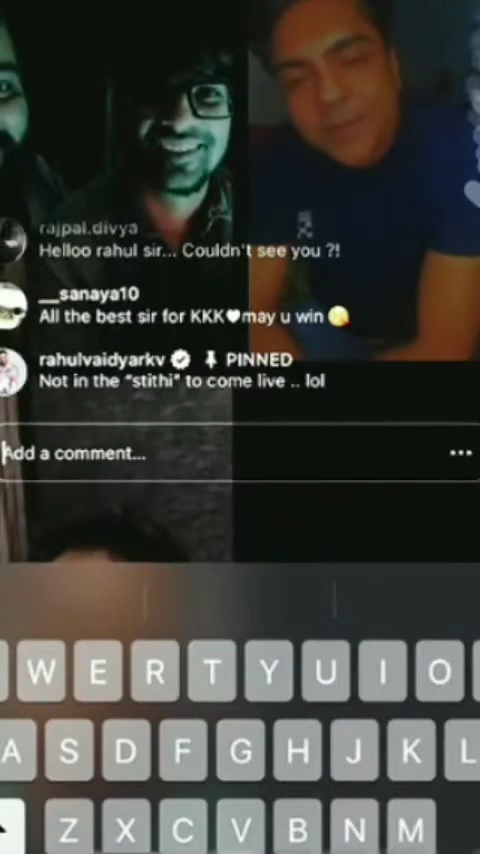 rajpal.divya
Helloo rahul sir... Couldn't see you ?!
__sanaya10
All the best sir for KKK♥may u win 😘
rahulvaidyarkv PINNED
Not in the “stithi” to come live .. lol
Add a comment...
W E R T Y U I O
A S D F G H J K L
Z X C V B N M